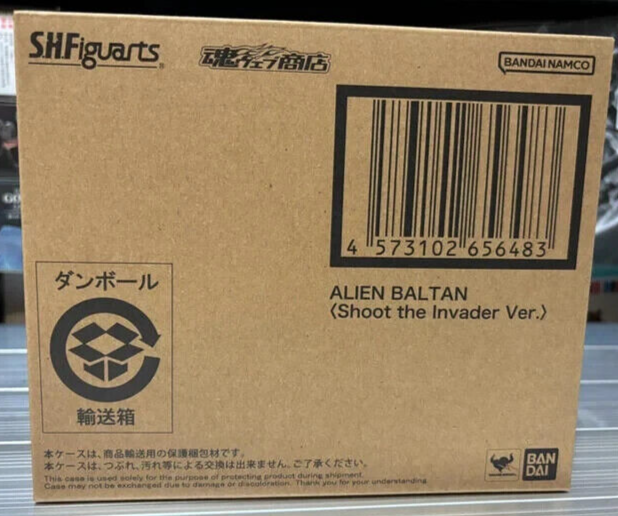 S.H.Figuarts
魂ウェブ商店
BANDAI NAMCO
4 573102 656483
ALIEN BALTAN
〈Shoot the Invader Ver.〉
ダンボール
輸送箱
本ケースは、商品輸送用の保護梱包材です。
本ケースは、つぶれ、汚れ等による交換は出来ません、ご了承ください。
This case is used solely for the purpose of protecting product during shipment.
Case may not be exchanged due to damage or discoloration. Thank you for your understanding
BAN
DAI